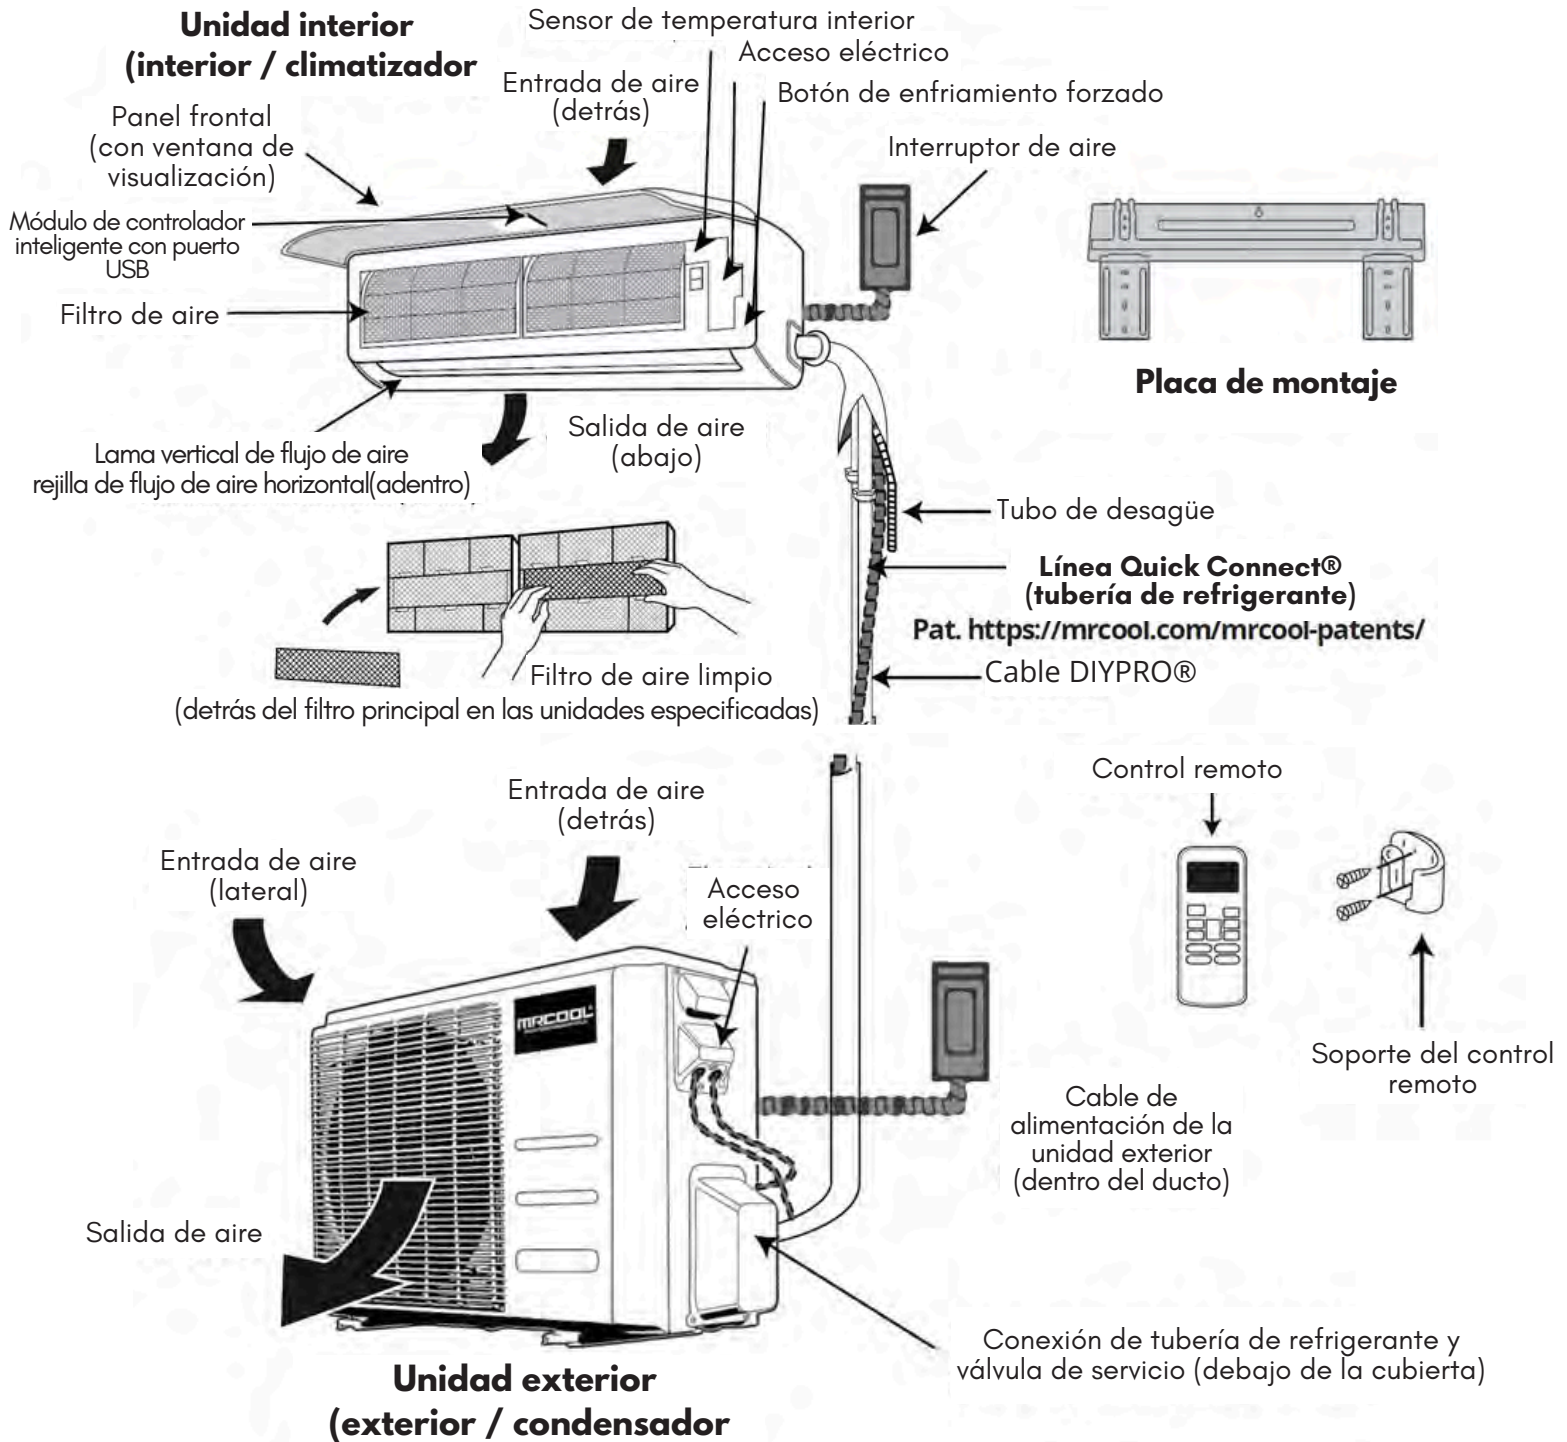 Unidad interior
(interior / climatizador
Sensor de temperatura interior
Acceso eléctrico
Entrada de aire
(detrás)
Botón de enfriamiento forzado
Panel frontal
(con ventana de
visualización)
Interruptor de aire
Módulo de controlador
inteligente con puerto
USB
Filtro de aire
Placa de montaje
Lama vertical de flujo de aire
rejilla de flujo de aire horizontal(adentro)
Salida de aire
(abajo)
Tubo de desagüe
Línea Quick Connect®
(tubería de refrigerante)
Pat. https://mrcool.com/mrcool-patents/
Cable DIYPRO®
Filtro de aire limpio
(detrás del filtro principal en las unidades especificadas)
Control remoto
Entrada de aire
(detrás)
Entrada de aire
(lateral)
Acceso
eléctrico
MRCOOL
Soporte del control
remoto
Cable de
alimentación de la
unidad exterior
(dentro del ducto)
Salida de aire
Conexión de tubería de refrigerante y
válvula de servicio (debajo de la cubierta)
Unidad exterior
(exterior / condensador